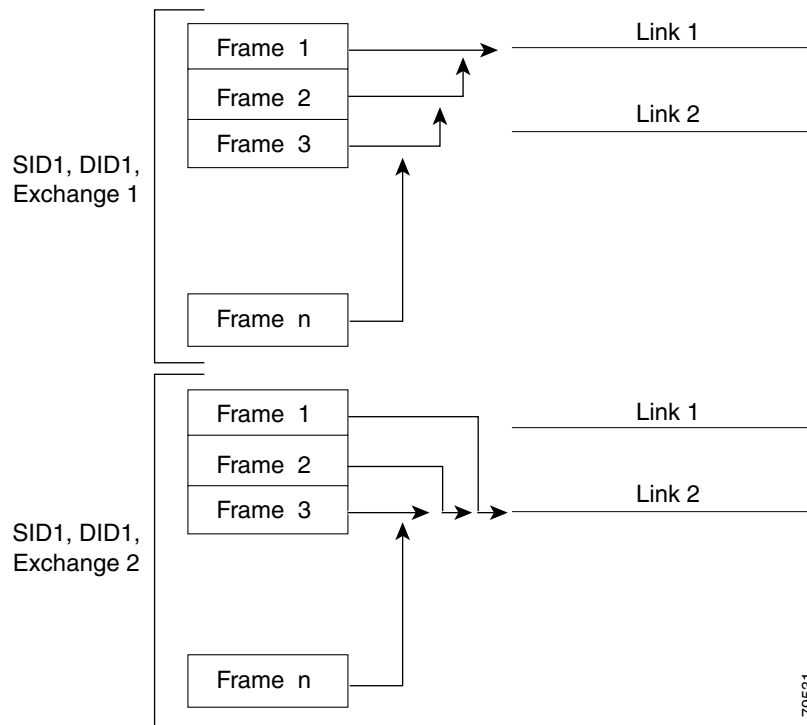 Frame 1
Link 1
Frame 2
Link 2
Frame 3
SID1, DID1,
Exchange 1
Frame n
Frame 1
Link 1
Frame 2
Link 2
Frame 3
SID1, DID1,
Exchange 2
Frame n
79531